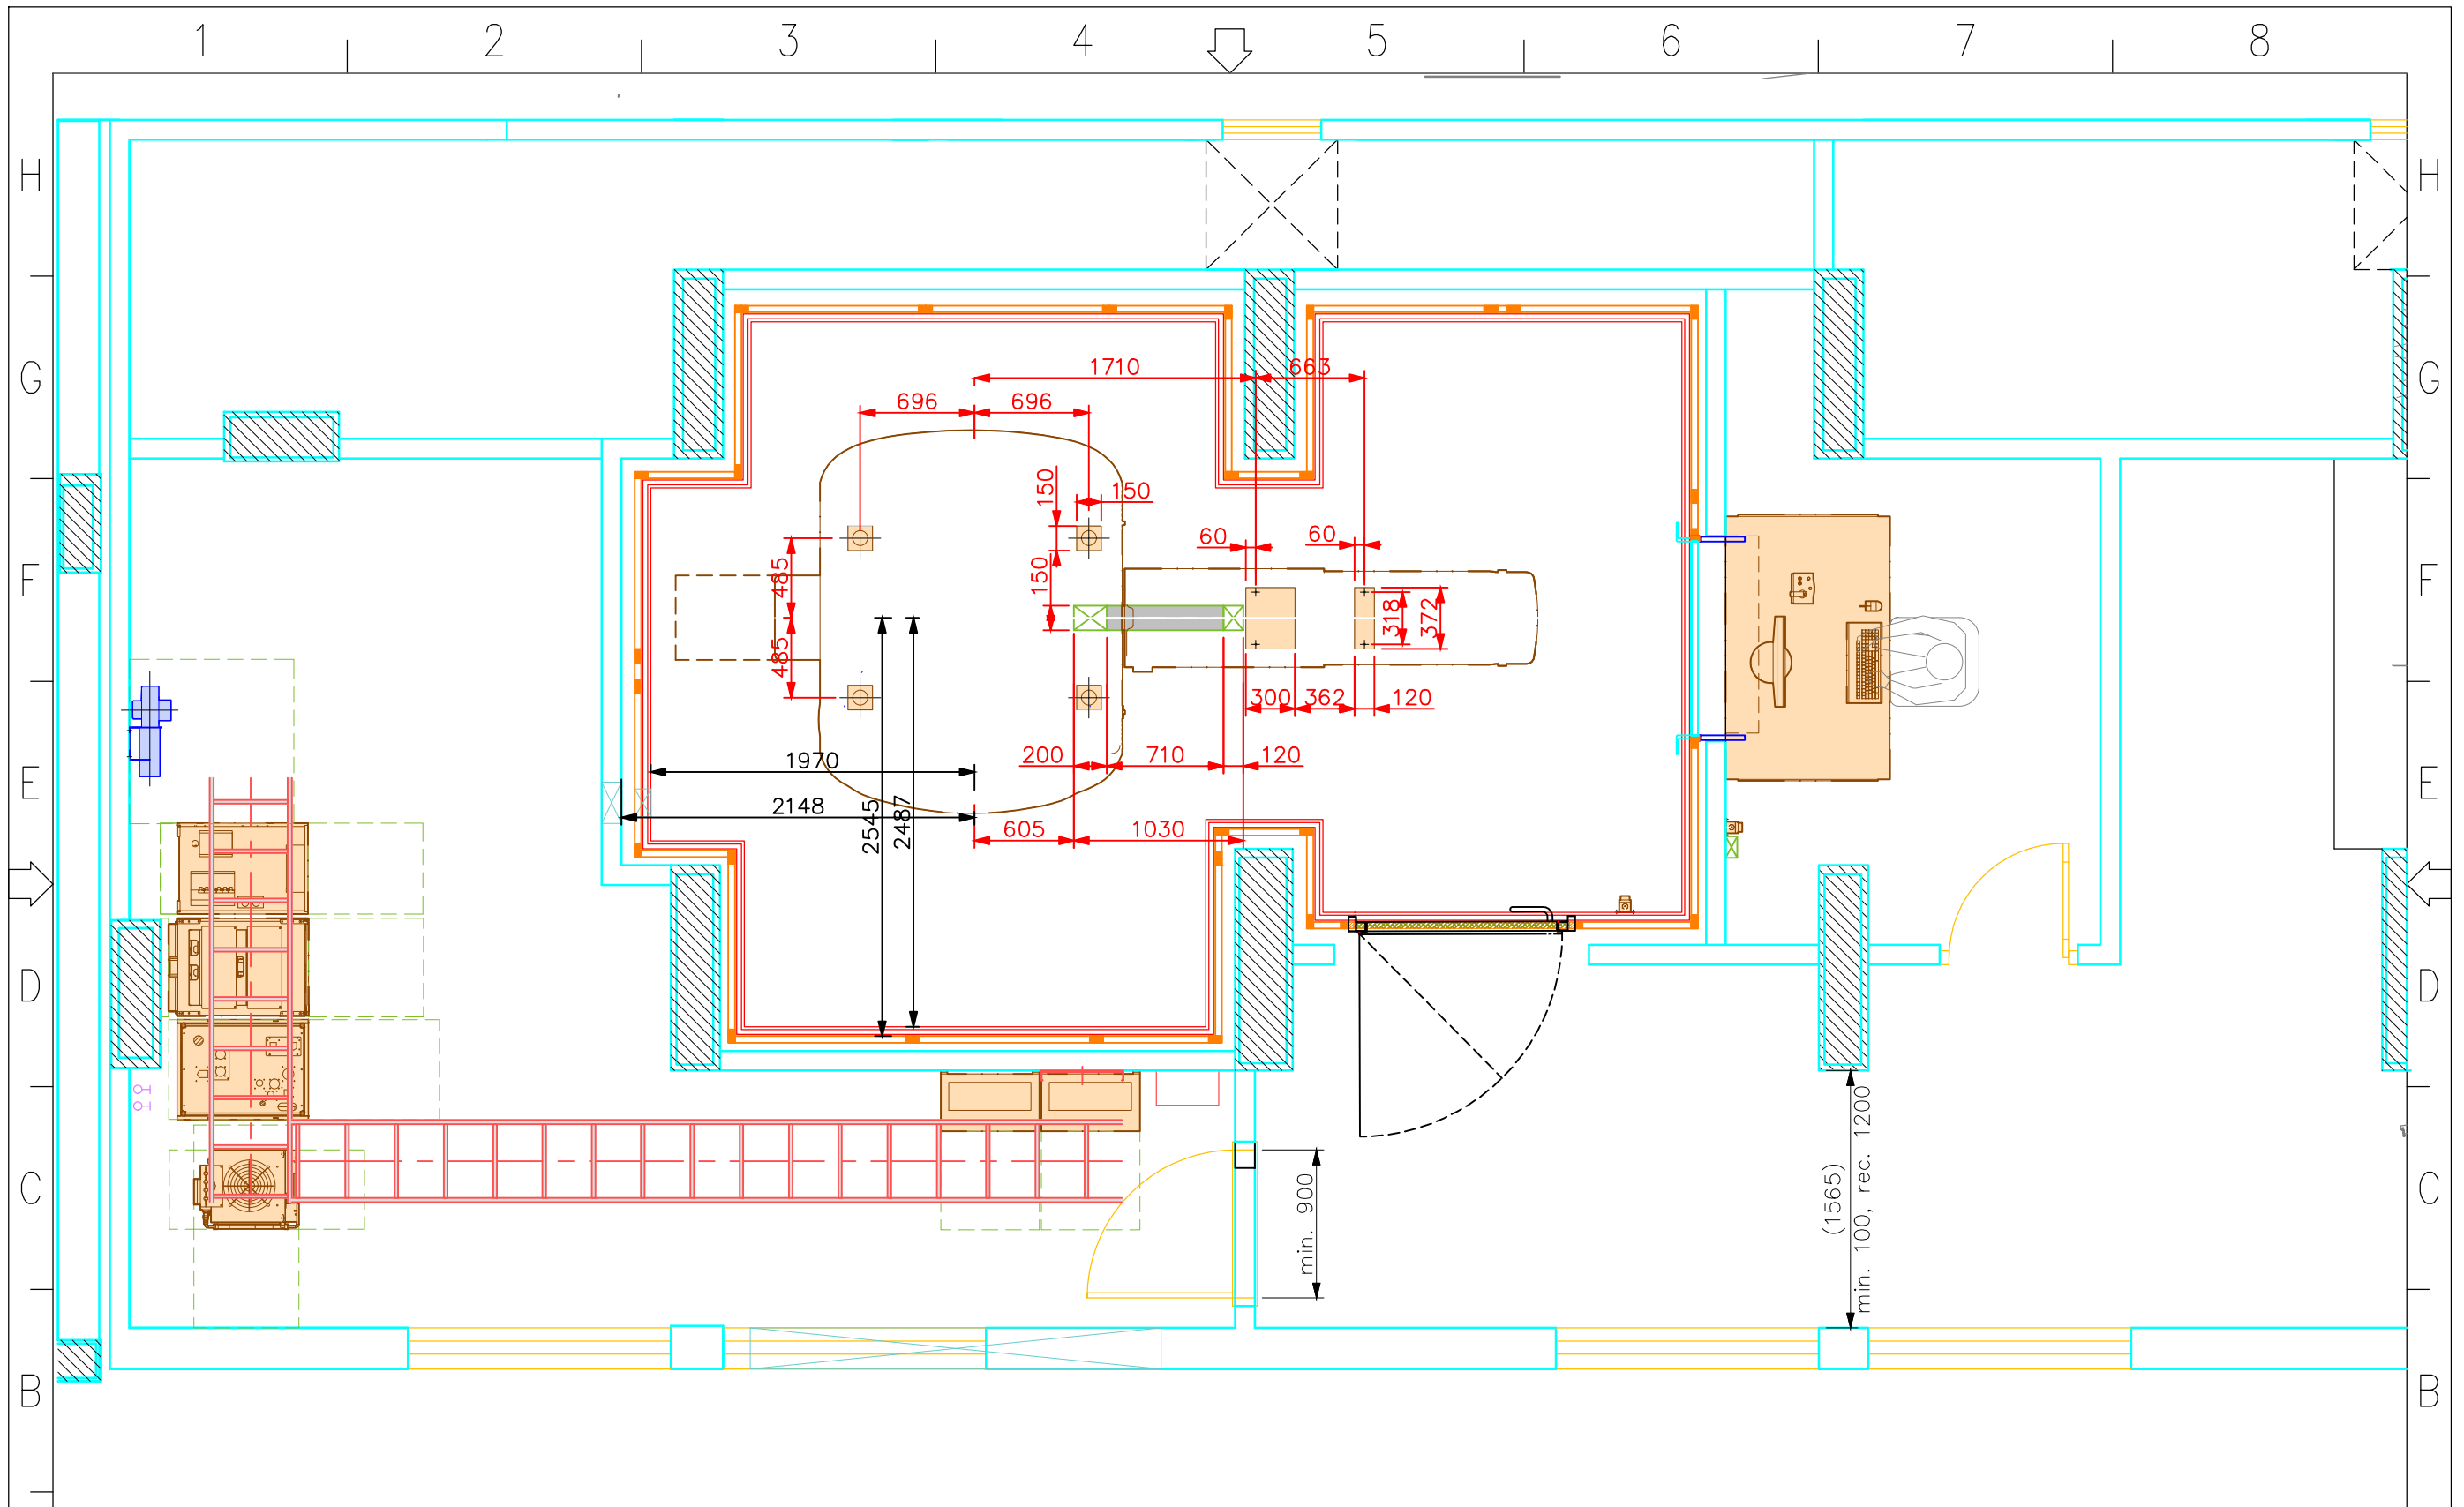 1 2 3 4 5 6 7 8
H H
G G
1710 663
696 696
150 150
60 60
F F
485 150 318 372
485
300 362 120
200 710 120
1970
E E
2148
2545 2487
605 1030
D D
C C
min. 900
(1565)
min. 100, rec. 1200
B B